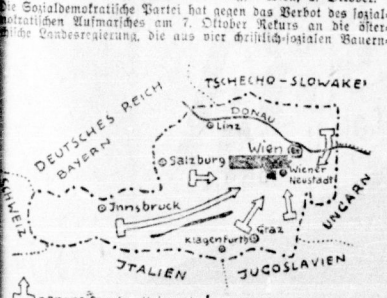 Die Sozialdemokratische Partei hat gegen das Verbot des sozial-
demokratischen Aufmarsches am 7. Oktober Rekurs an die öster-
chische Landesregierung, die aus vier christlich-sozialen Bauern-
TSCHECHO-SLOWAKEI
DEUTSCHES REICH
BAYERN
DONAU
Linz
Wien
Salzburg
Wiener
Neustadt
SCHWEIZ
Innsbruck
UNGARN
Graz
Klagenfurth
ITALIEN
JUGOSLAVIEN